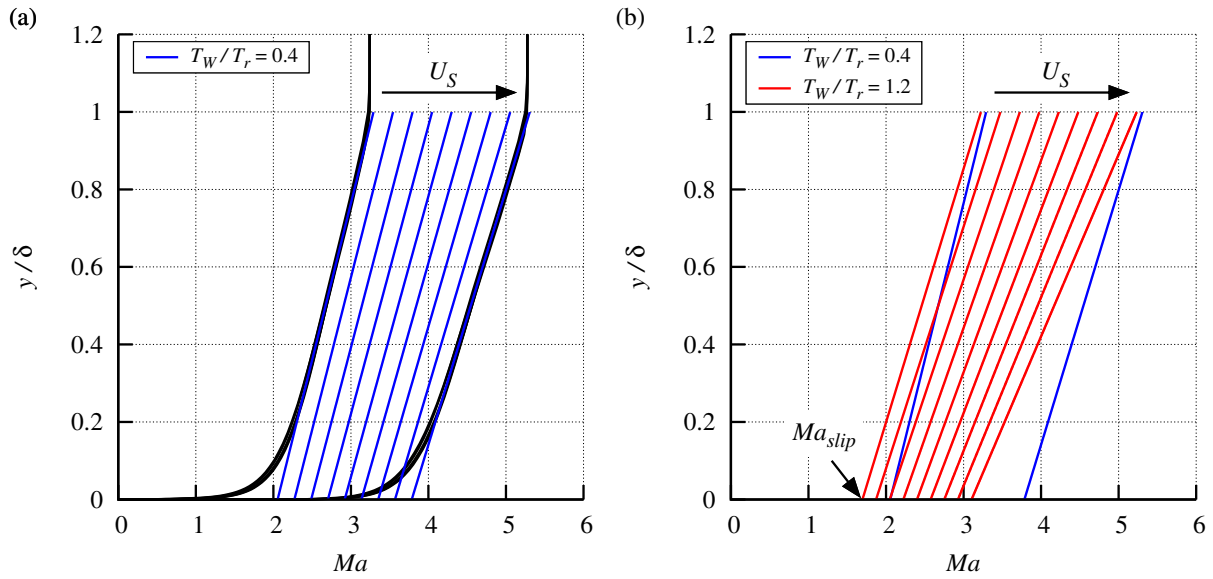 (a)
1.2
T_W / T_r = 0.4
U_S
1
0.8
0.6
0.4
0.2
0
y / δ
0 1 2 3 4 5 6
Ma
(b)
1.2
T_W / T_r = 0.4
T_W / T_r = 1.2
U_S
1
0.8
0.6
0.4
0.2
0
y / δ
Ma_slip
0 1 2 3 4 5 6
Ma